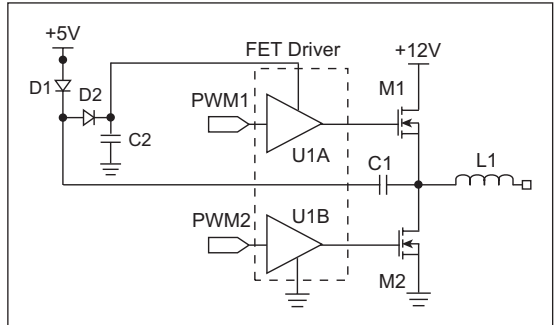 +5V
FET Driver
+12V
D1
D2
PWM1
M1
C2
U1A
C1
L1
PWM2
U1B
M2